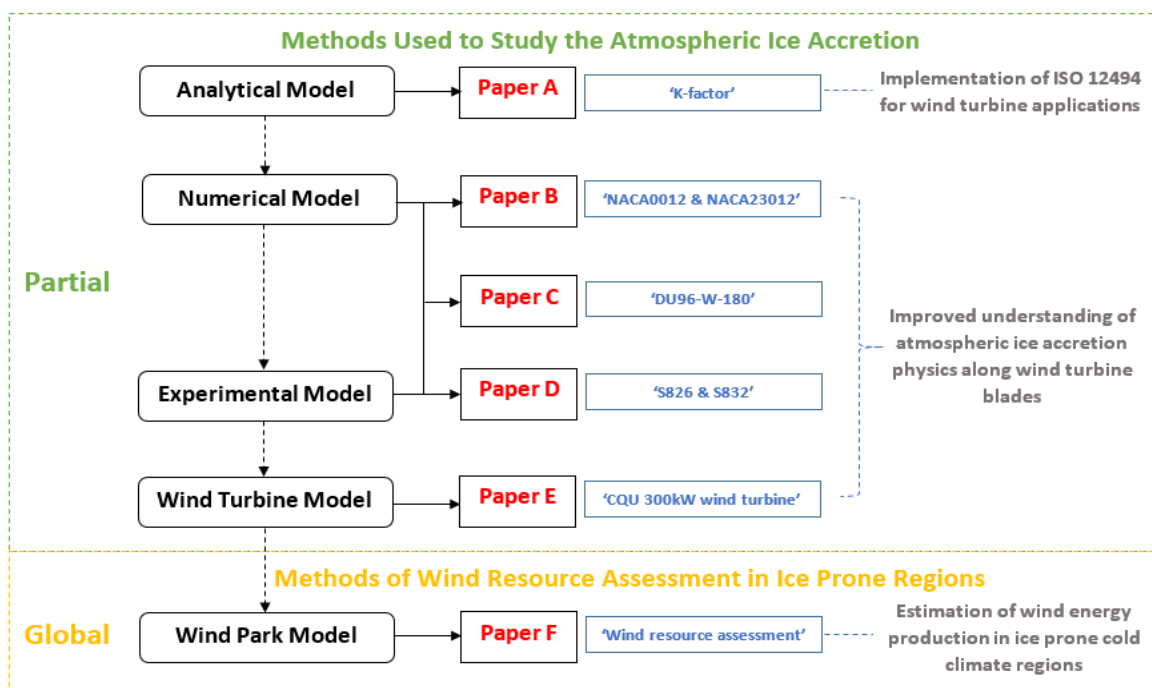 Methods Used to Study the Atmospheric Ice Accretion
Analytical Model
Paper A
‘K-factor’
Implementation of ISO 12494
for wind turbine applications
Numerical Model
Paper B
‘NACA0012 & NACA23012’
Partial
Paper C
‘DU96-W-180’
Improved understanding of
atmospheric ice accretion
physics along wind turbine
blades
Experimental Model
Paper D
‘S826 & S832’
Wind Turbine Model
Paper E
‘CQU 300kW wind turbine’
Methods of Wind Resource Assessment in Ice Prone Regions
Global
Wind Park Model
Paper F
‘Wind resource assessment’
Estimation of wind energy
production in ice prone cold
climate regions